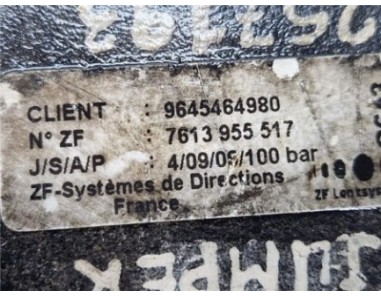 CLIENT : 9645464980
N° ZF : 7613 955 517
J/S/A/P : 4/09/05/100 bar
ZF-Systèmes de Directions
France
ZF Lenksys
JUMPER